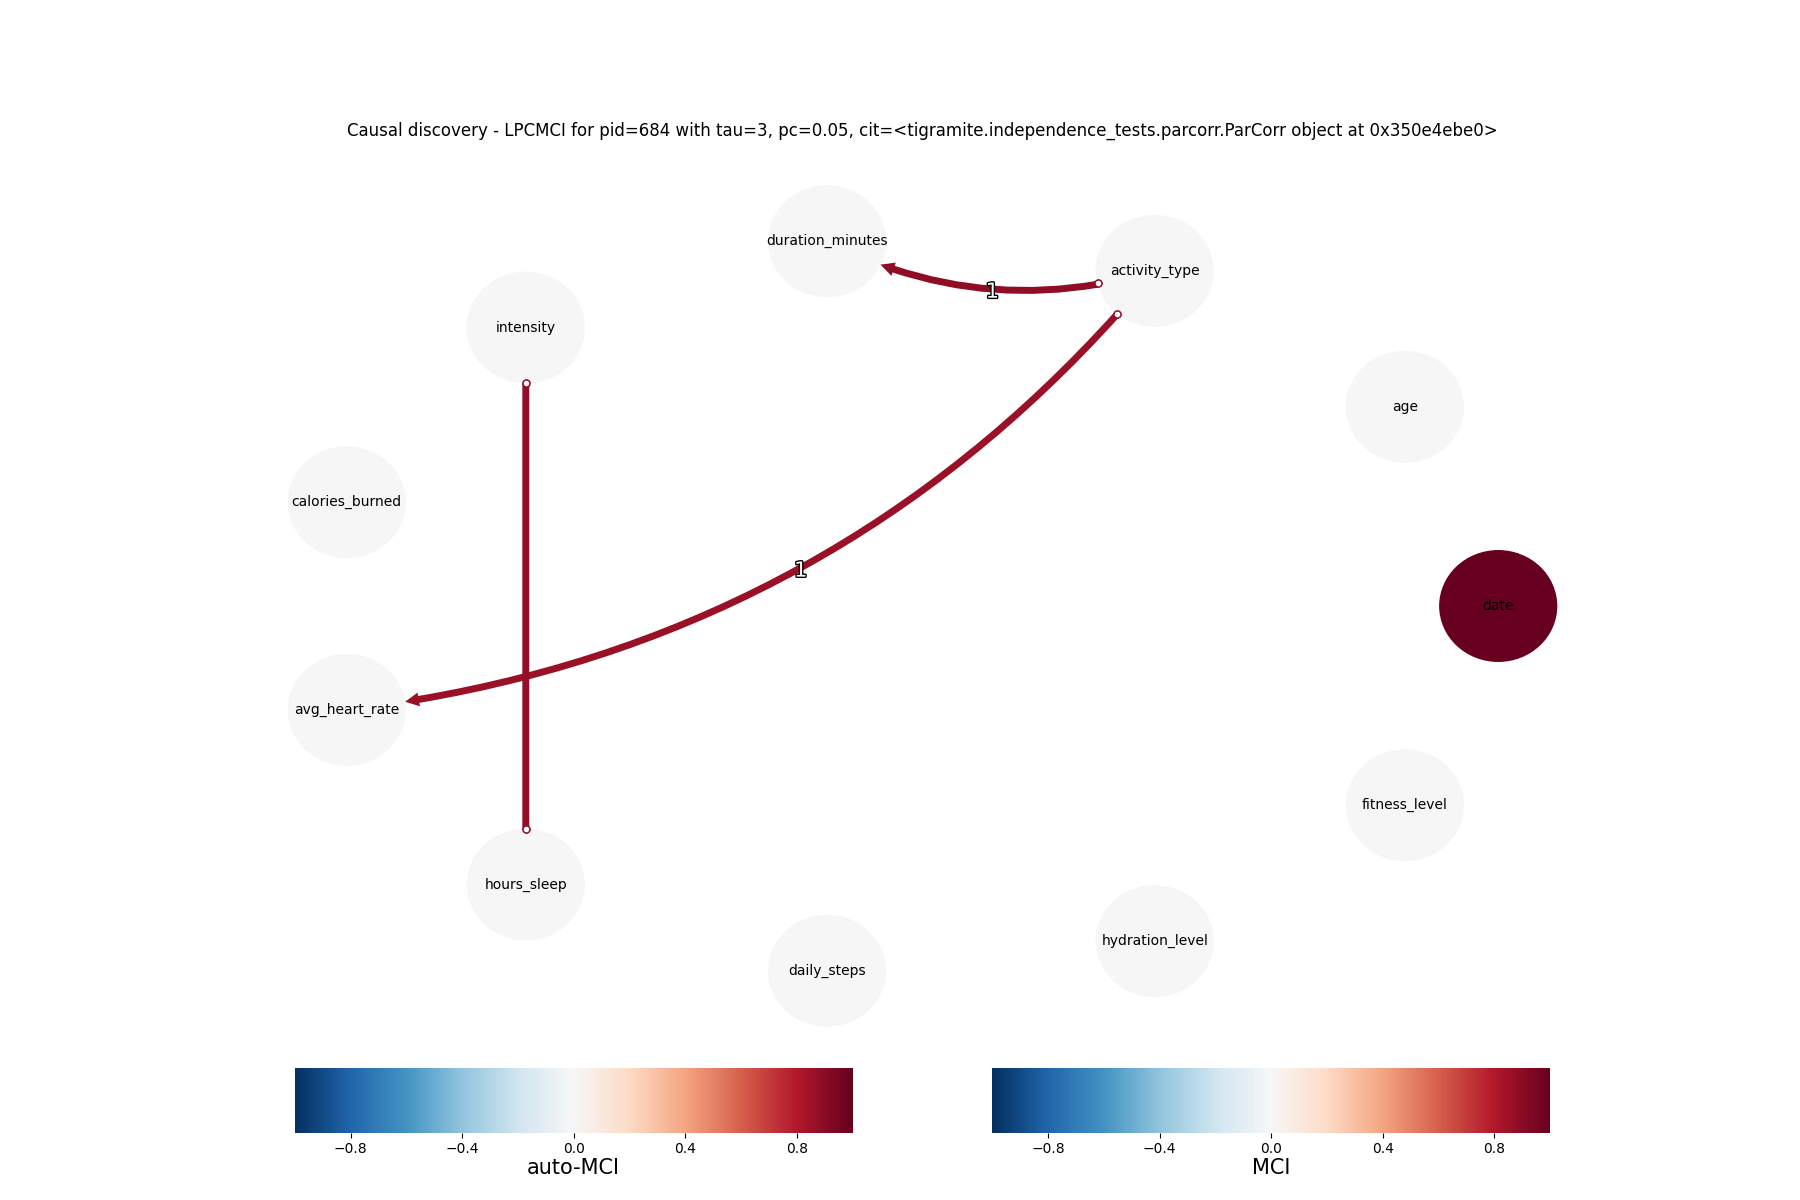 Causal discovery - LPCMCI for pid=684 with tau=3, pc=0.05, cit=<tigramite.independence_tests.parcorr.ParCorr object at 0x350e4ebe0>
duration_minutes
activity_type
1
intensity
age
calories_burned
1
date
avg_heart_rate
fitness_level
hours_sleep
hydration_level
daily_steps
−0.8 −0.4 0.0 0.4 0.8
auto-MCI
−0.8 −0.4 0.0 0.4 0.8
MCI